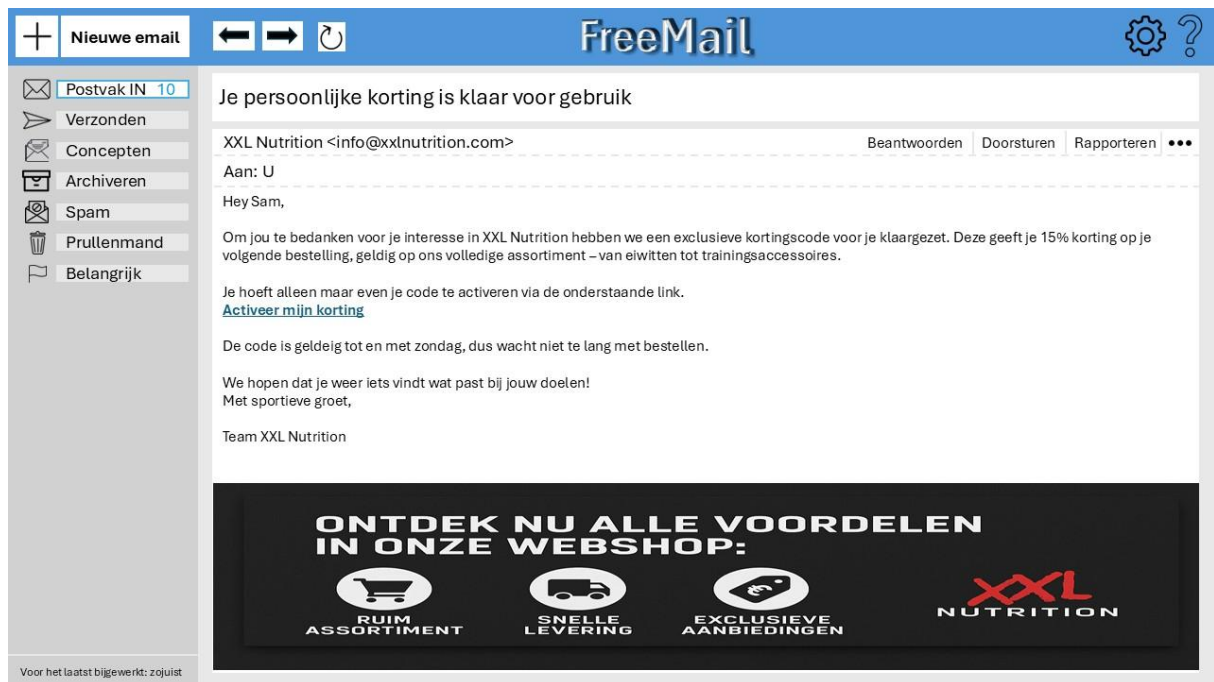 Nieuwe email
FreeMail
Postvak IN 10
Verzonden
Concepten
Archiveren
Spam
Prullenmand
Belangrijk
Voor het laatst bijgewerkt: zojuist
Je persoonlijke korting is klaar voor gebruik
XXL Nutrition <info@xxlnutrition.com>
Beantwoorden Doorsturen Rapporteren
Aan: U
Hey Sam,
Om jou te bedanken voor je interesse in XXL Nutrition hebben we een exclusieve kortingscode voor je klaargezet. Deze geeft je 15% korting op je
volgende bestelling, geldig op ons volledige assortiment – van eiwitten tot trainingsaccessoires.
Je hoeft alleen maar even je code te activeren via de onderstaande link.
Activeer mijn korting
De code is geldeig tot en met zondag, dus wacht niet te lang met bestellen.
We hopen dat je weer iets vindt wat past bij jouw doelen!
Met sportieve groet,
Team XXL Nutrition
ONTDEK NU ALLE VOORDELEN
IN ONZE WEBSHOP:
RUIM
ASSORTIMENT
SNELLE
LEVERING
EXCLUSIEVE
AANBIEDINGEN
XXL
NUTRITION